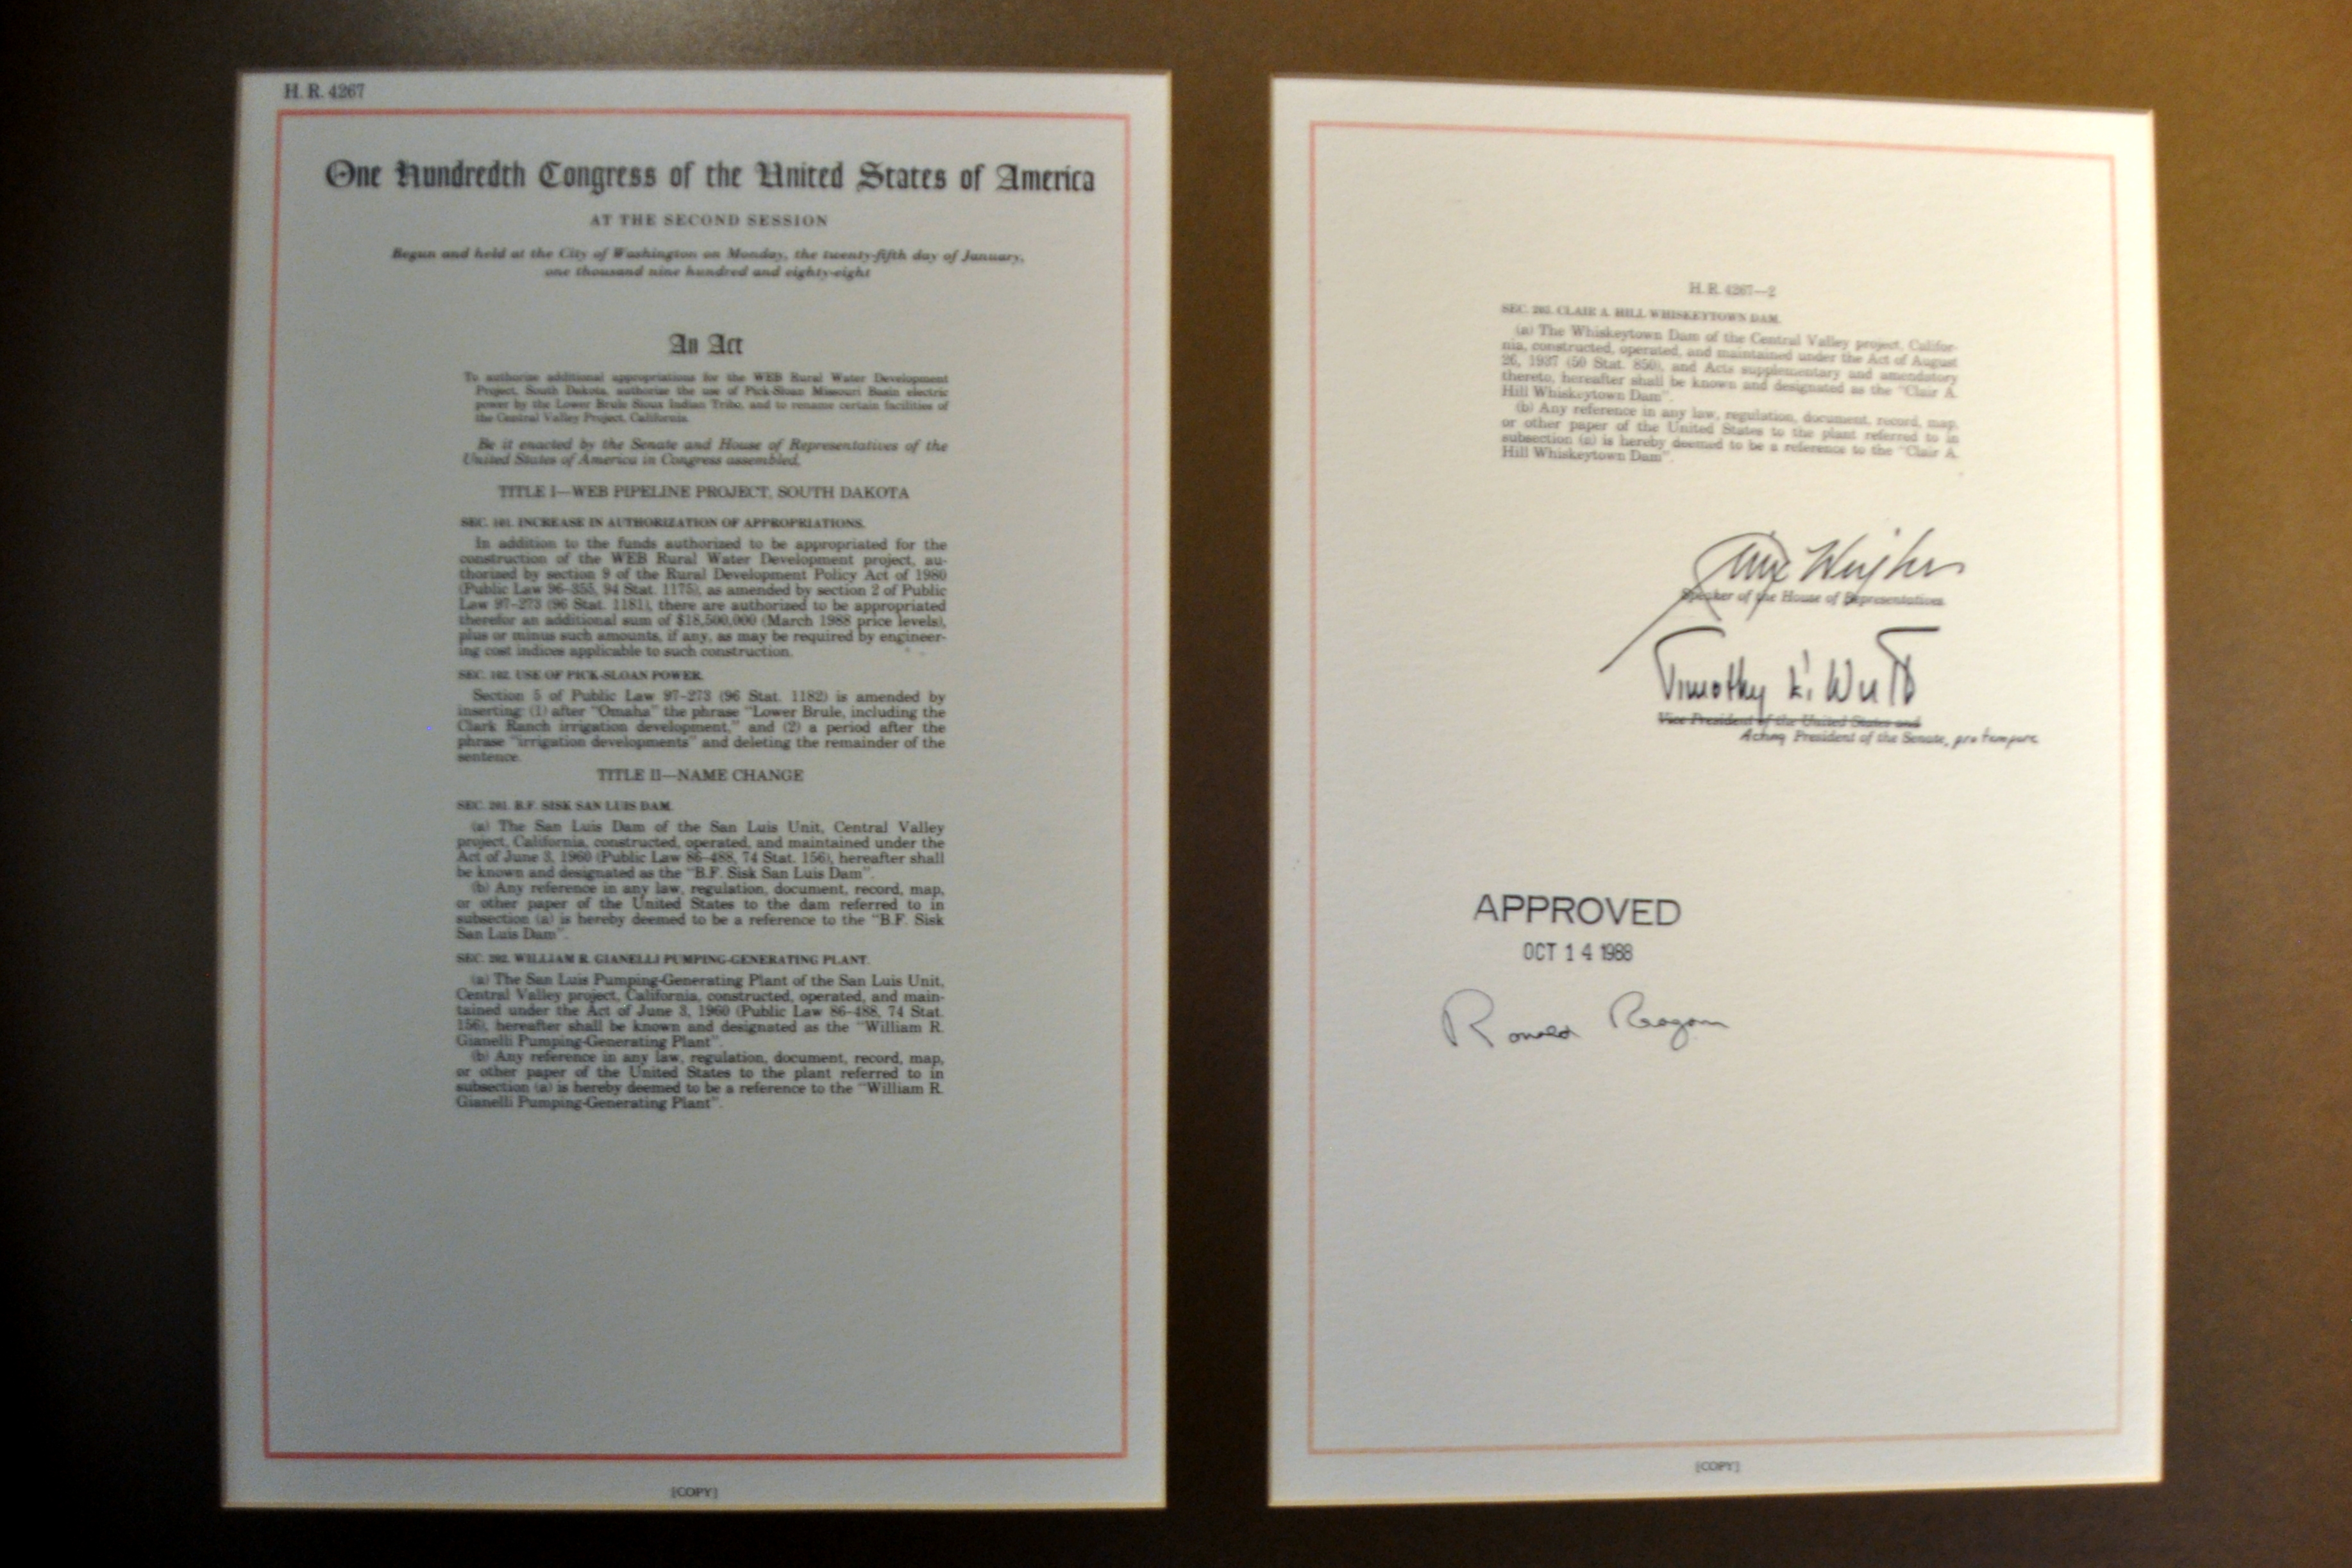 H. R. 4267
One Hundredth Congress of the United States of America
AT THE SECOND SESSION
Begun and held at the City of Washington on Monday, the twenty-fifth day of January,
one thousand nine hundred and eighty-eight
An Act
To authorize additional appropriations for the WEB Rural Water Development
Project, South Dakota, authorize the use of Pick-Sloan Missouri Basin electric
power by the Lower Brule Sioux Indian Tribe, and to rename certain facilities of
the Central Valley Project, California.
Be it enacted by the Senate and House of Representatives of the
United States of America in Congress assembled,
TITLE I—WEB PIPELINE PROJECT, SOUTH DAKOTA
SEC. 101. INCREASE IN AUTHORIZATION OF APPROPRIATIONS.
In addition to the funds authorized to be appropriated for the
construction of the WEB Rural Water Development project, au-
thorized by section 9 of the Rural Development Policy Act of 1980
(Public Law 96–355, 94 Stat. 1175), as amended by section 2 of Public
Law 97–273 (96 Stat. 1181), there are authorized to be appropriated
therefor an additional sum of $18,500,000 (March 1988 price levels),
plus or minus such amounts, if any, as may be required by engineer-
ing cost indices applicable to such construction.
SEC. 102. USE OF PICK-SLOAN POWER.
Section 5 of Public Law 97–273 (96 Stat. 1182) is amended by
inserting: (1) after "Omaha" the phrase "Lower Brule, including the
Clark Ranch irrigation development," and (2) a period after the
phrase "irrigation developments" and deleting the remainder of the
sentence.
TITLE II—NAME CHANGE
SEC. 201. B.F. SISK SAN LUIS DAM.
(a) The San Luis Dam of the San Luis Unit, Central Valley
project, California, constructed, operated, and maintained under the
Act of June 3, 1960 (Public Law 86–488, 74 Stat. 156), hereafter shall
be known and designated as the "B.F. Sisk San Luis Dam".
(b) Any reference in any law, regulation, document, record, map,
or other paper of the United States to the dam referred to in
subsection (a) is hereby deemed to be a reference to the "B.F. Sisk
San Luis Dam".
SEC. 202. WILLIAM R. GIANELLI PUMPING-GENERATING PLANT.
(a) The San Luis Pumping-Generating Plant of the San Luis Unit,
Central Valley project, California, constructed, operated, and main-
tained under the Act of June 3, 1960 (Public Law 86–488, 74 Stat.
156), hereafter shall be known and designated as the "William R.
Gianelli Pumping-Generating Plant".
(b) Any reference in any law, regulation, document, record, map,
or other paper of the United States to the plant referred to in
subsection (a) is hereby deemed to be a reference to the "William R.
Gianelli Pumping-Generating Plant".
[COPY]
H. R. 4267—2
SEC. 203. CLAIR A. HILL WHISKEYTOWN DAM.
(a) The Whiskeytown Dam of the Central Valley project, Califor-
nia, constructed, operated, and maintained under the Act of August
26, 1937 (50 Stat. 850), and Acts supplementary and amendatory
thereto, hereafter shall be known and designated as the "Clair A.
Hill Whiskeytown Dam".
(b) Any reference in any law, regulation, document, record, map,
or other paper of the United States to the plant referred to in
subsection (a) is hereby deemed to be a reference to the "Clair A.
Hill Whiskeytown Dam".
Jim Wright
Speaker of the House of Representatives.
Timothy E. Wirth
Vice President of the United States and
Acting President of the Senate, pro tempore
APPROVED
OCT 14 1988
Ronald Reagan
[COPY]